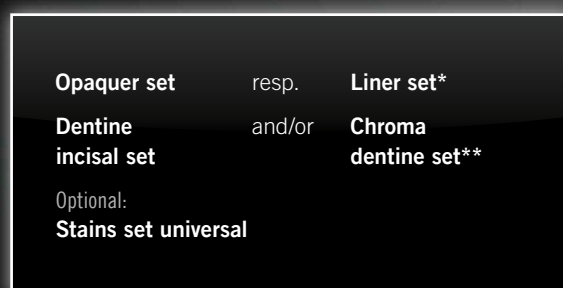 Opaquer set resp. Liner set*
Dentine and/or Chroma
incisal set dentine set**
Optional:
Stains set universal